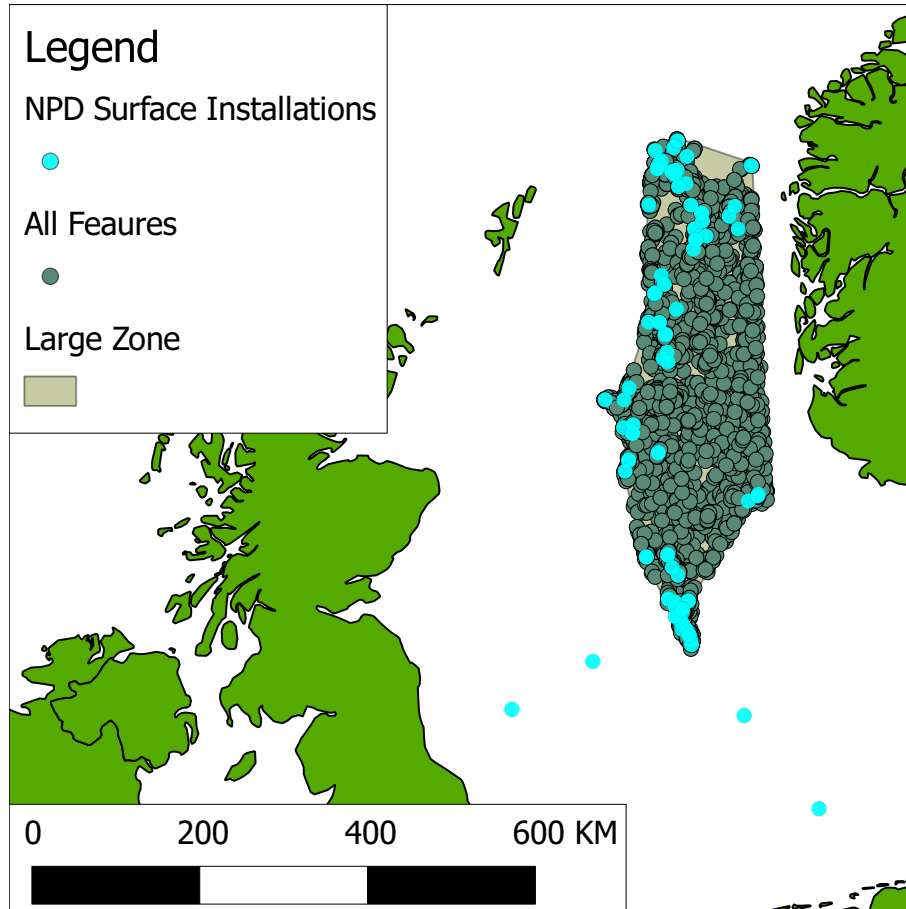 Legend
NPD Surface Installations
All Feaures
Large Zone
0 200 400 600 KM